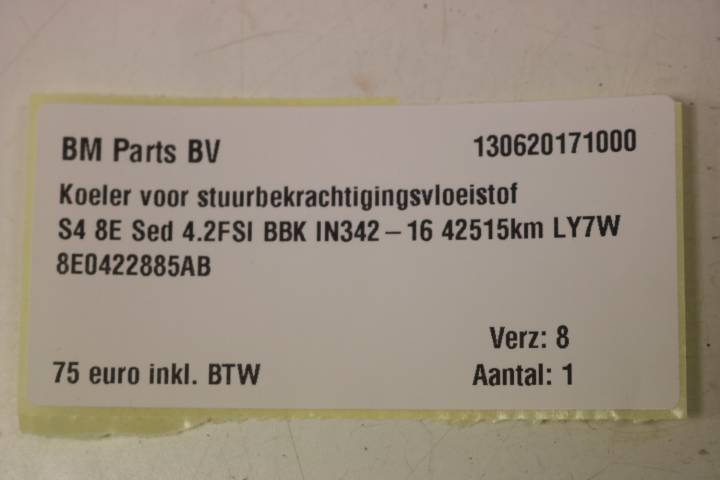 BM Parts BV 130620171000
Koeler voor stuurbekrachtigingsvloeistof
S4 8E Sed 4.2FSI BBK IN342-16 42515km LY7W
8E0422885AB
Verz: 8
75 euro inkl. BTW Aantal: 1